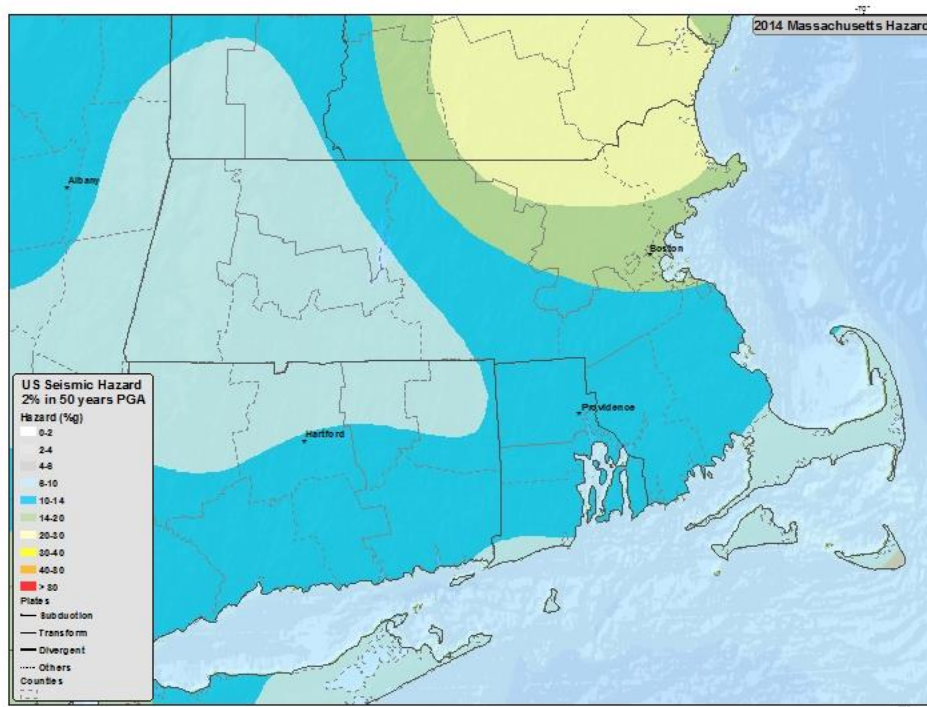 2014 Massachusetts Hazard
Albany
Boston
US Seismic Hazard
2% in 50 years PGA
Hazard (%g)
0-2
2-4
4-6
6-10
10-14
14-20
20-30
30-40
40-80
> 80
Plates
Subduction
Transform
Divergent
Others
Counties
Providence
Hartford